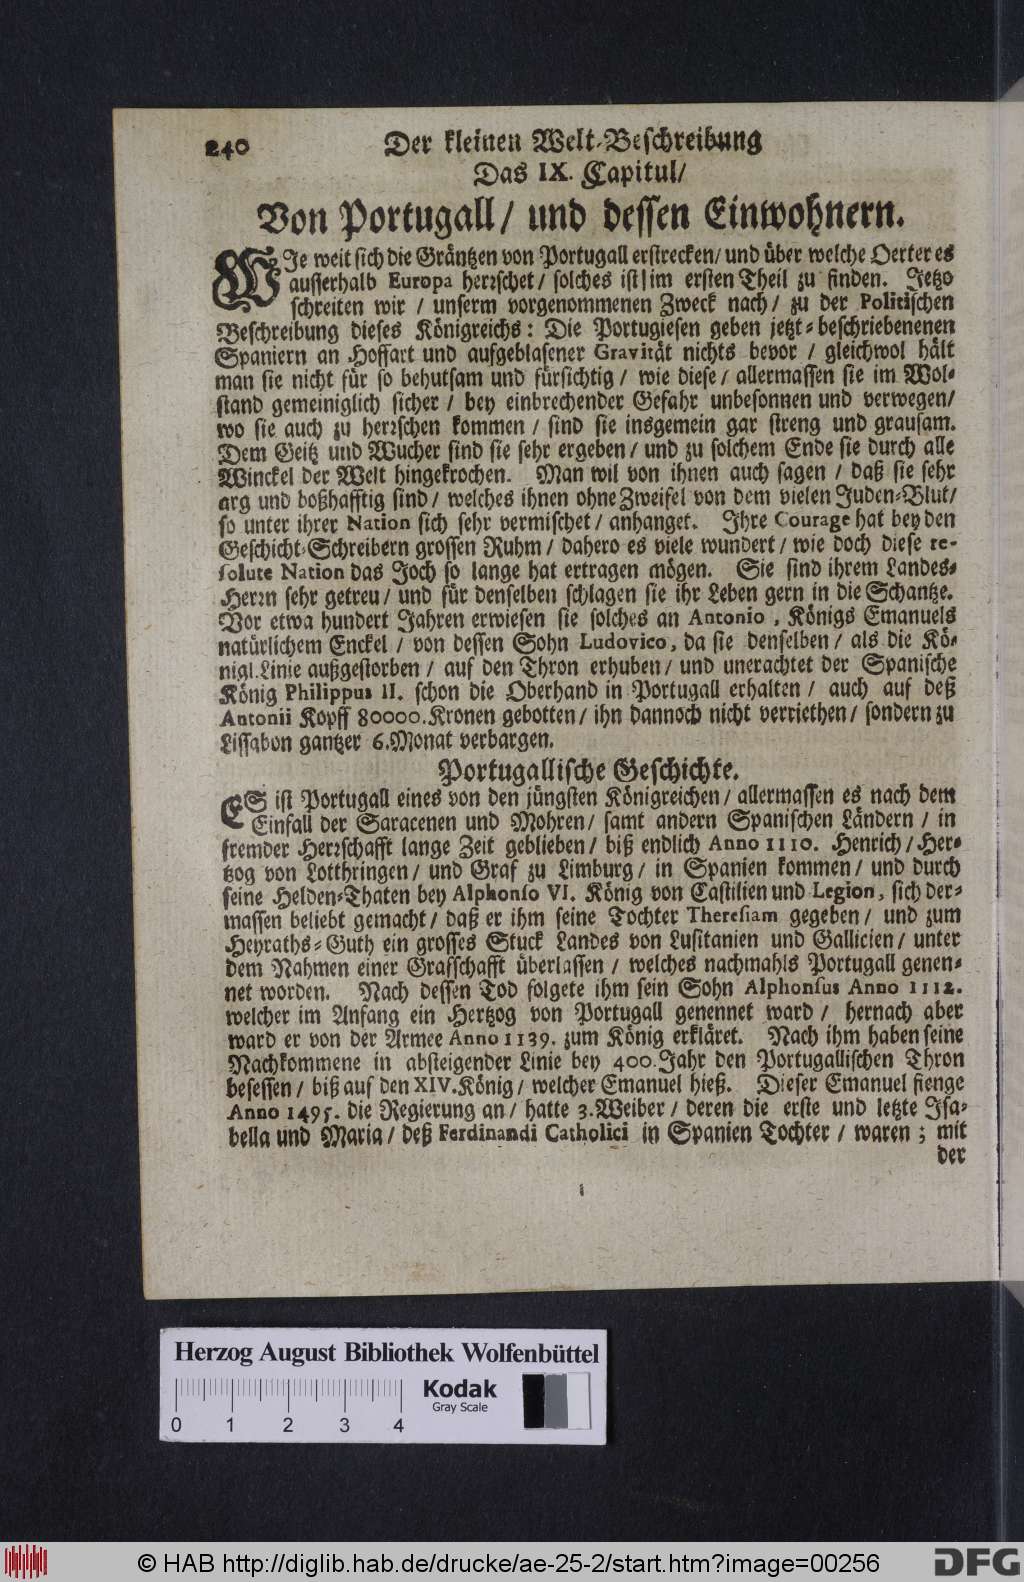 240 Der kleinen Welt-Beschreibung
Das IX. Capitul/
Von Portugall/ und dessen Einwohnern.
WIe weit sich die Gräntzen von Portugall erstrecken/ und über welche Oerter es
ausserhalb Europa herrschet/ solches ist im ersten Theil zu finden. Jetzo
schreiten wir / unserm vorgenommenen Zweck nach/ zu der Politischen
Beschreibung dieses Königreichs: Die Portugiesen geben jetzt-beschriebenenen
Spaniern an Hoffart und aufgeblasener Gravität nichts bevor / gleichwol hält
man sie nicht für so behutsam und fürsichtig / wie diese/ allermassen sie im Wol-
stand gemeiniglich sicher / bey einbrechender Gefahr unbesonnen und verwegen/
wo sie auch zu herrschen kommen / sind sie insgemein gar streng und grausam.
Dem Geitz und Wucher sind sie sehr ergeben/ und zu solchem Ende sie durch alle
Winckel der Welt hingekrochen. Man wil von ihnen auch sagen / daß sie sehr
arg und boßhafftig sind/ welches ihnen ohne Zweifel von dem vielen Juden-Blut/
so unter ihrer Nation sich sehr vermischet/ anhanget. Ihre Courage hat bey den
Geschicht-Schreibern grossen Ruhm/ dahero es viele wundert/ wie doch diese re-
solute Nation das Joch so lange hat ertragen mögen. Sie sind ihrem Landes-
Herrn sehr getreu/ und für denselben schlagen sie ihr Leben gern in die Schantze.
Vor etwa hundert Jahren erwiesen sie solches an Antonio, Königs Emanuels
natürlichem Enckel / von dessen Sohn Ludovico, da sie denselben/ als die Kö-
nigl. Linie außgestorben/ auf den Thron erhuben/ und unerachtet der Spanische
König Philippus II. schon die Oberhand in Portugall erhalten/ auch auf deß
Antonii Kopff 80000. Kronen gebotten/ ihn dannoch nicht verriethen/ sondern zu
Lissabon gantzer 6. Monat verbargen.
Portugallische Geschichte.
ES ist Portugall eines von den jüngsten Königreichen/ allermassen es nach dem
Einfall der Saracenen und Mohren/ samt andern Spanischen Ländern / in
fremder Herrschafft lange Zeit geblieben/ biß endlich Anno 1110. Henrich/ Her-
tzog von Lotthringen/ und Graf zu Limburg/ in Spanien kommen/ und durch
seine Helden-Thaten bey Alphonso VI. König von Castilien und Legion, sich der-
massen beliebt gemacht/ daß er ihm seine Tochter Theresiam gegeben/ und zum
Heyraths-Guth ein grosses Stuck Landes von Lusitanien und Gallicien/ unter
dem Nahmen einer Grafschafft überlassen / welches nachmahls Portugall genen-
net worden. Nach dessen Tod folgete ihm sein Sohn Alphonsus Anno 1112.
welcher im Anfang ein Hertzog von Portugall genennet ward / hernach aber
ward er von der Armee Anno 1139. zum König erkläret. Nach ihm haben seine
Nachkommene in absteigender Linie bey 400. Jahr den Portugallischen Thron
besessen/ biß auf den XIV. König/ welcher Emanuel hieß. Dieser Emanuel fienge
Anno 1495. die Regierung an/ hatte 3. Weiber/ deren die erste und letzte Isa-
bella und Maria/ deß Ferdinandi Catholici in Spanien Tochter/ waren; mit
der
Herzog August Bibliothek Wolfenbüttel
Kodak
Gray Scale
0 1 2 3 4
© HAB http://diglib.hab.de/drucke/ae-25-2/start.htm?image=00256
DFG